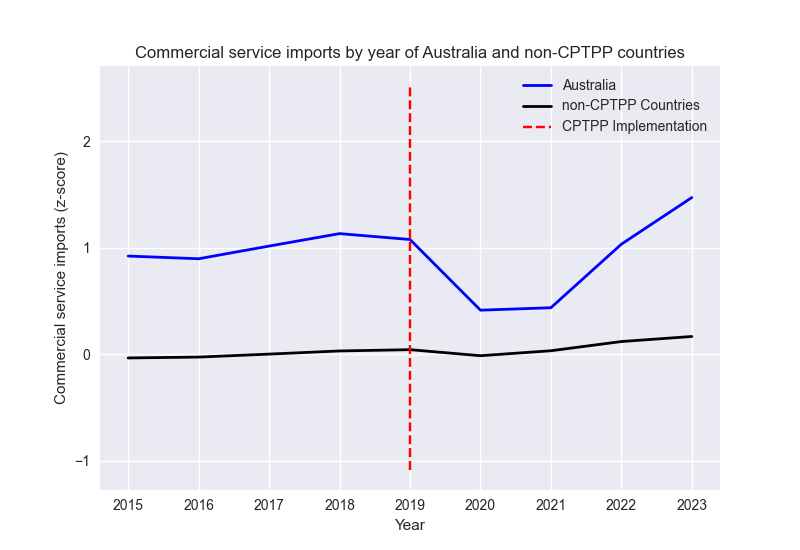 Commercial service imports by year of Australia and non-CPTPP countries
Australia
non-CPTPP Countries
CPTPP Implementation
Commercial service imports (z-score)
2
1
0
−1
2015 2016 2017 2018 2019 2020 2021 2022 2023
Year